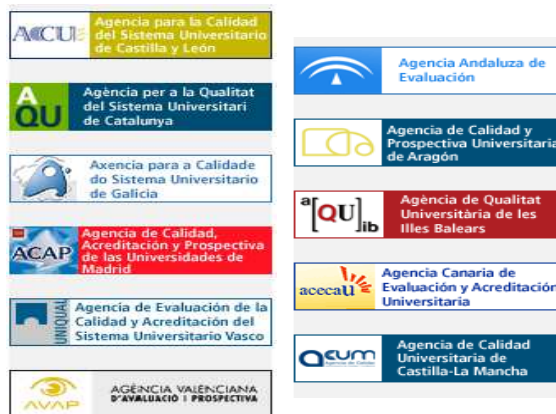 ACCUE
Agencia para la Calidad
del Sistema Universitario
de Castilla y León
AQU
Agència per a la Qualitat
del Sistema Universitari
de Catalunya
Axencia para a Calidade
do Sistema Universitario
de Galicia
ACAP
Agencia de Calidad,
Acreditación y Prospectiva
de las Universidades de
Madrid
UNIQUAL
Agencia de Evaluación de la
Calidad y Acreditación del
Sistema Universitario Vasco
AVAP
AGÈNCIA VALENCIANA
D'AVALUACIÓ I PROSPECTIVA
Agencia Andaluza de
Evaluación
Agencia de Calidad y
Prospectiva Universitaria
de Aragón
a[QU]ib
Agència de Qualitat
Universitària de les
Illes Balears
acecau
Agencia Canaria de
Evaluación y Acreditación
Universitaria
acum
Agencia de Calidad
Universitaria de
Castilla-La Mancha